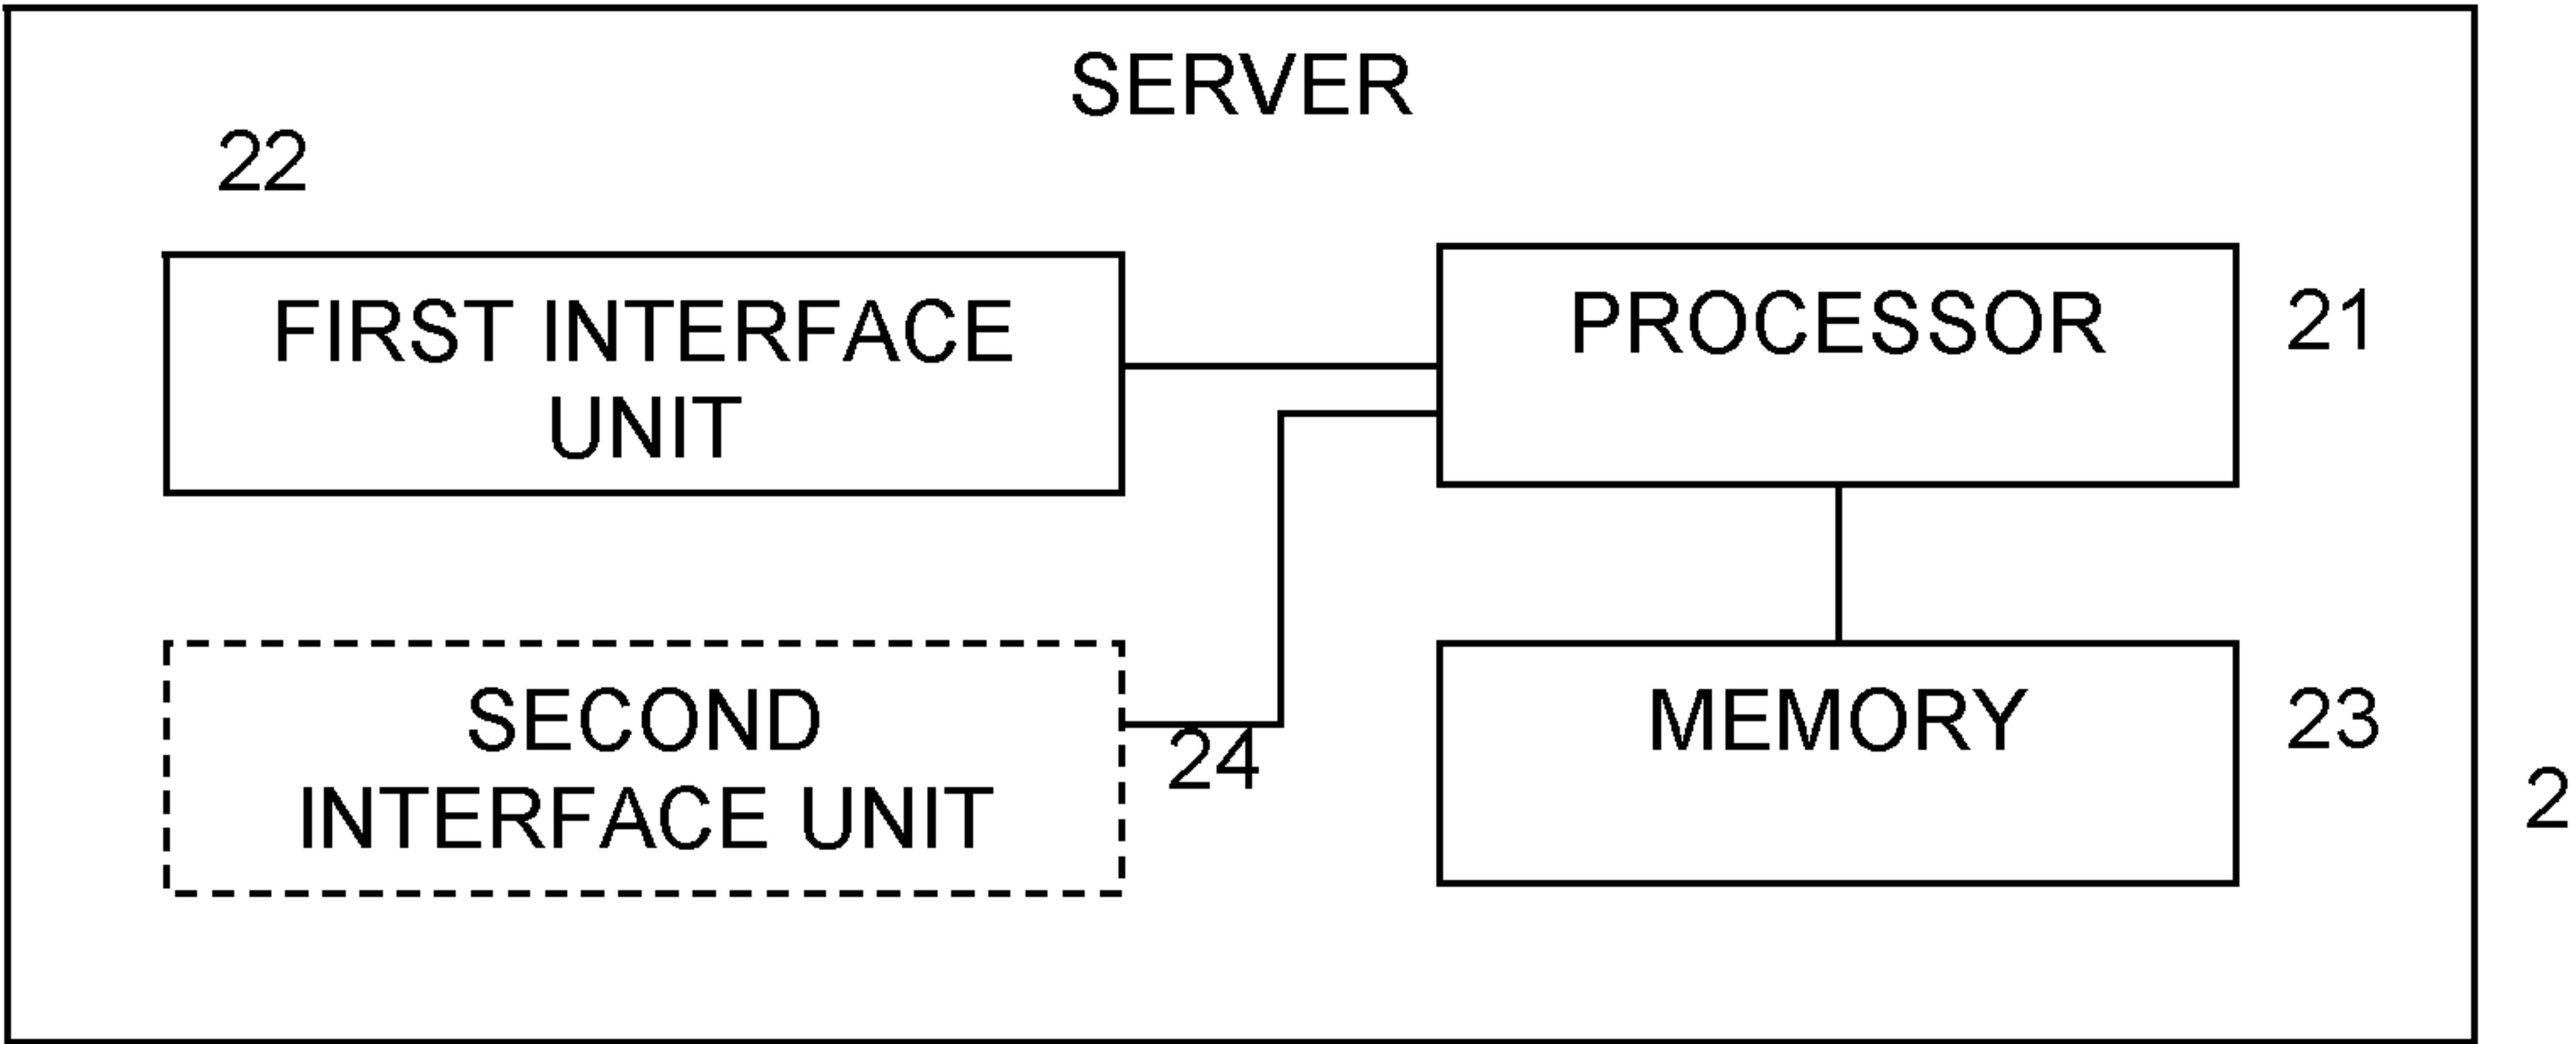 SERVER
22
FIRST INTERFACE
UNIT
PROCESSOR
21
SECOND
INTERFACE UNIT
24
MEMORY
23
2